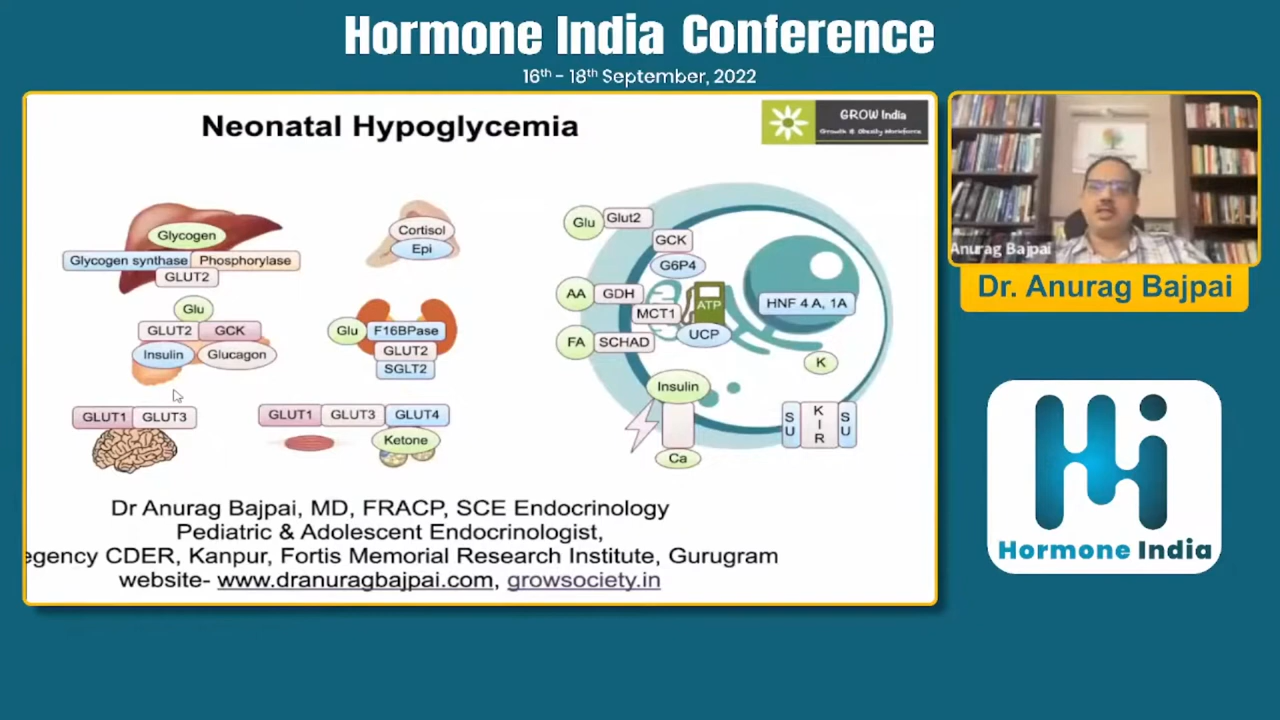 Hormone India Conference
16th - 18th September, 2022
Neonatal Hypoglycemia
GROW India
Growth & Obesity Workforce
Glycogen
Glycogen synthase Phosphorylase
GLUT2
Glu
GLUT2 GCK
Insulin Glucagon
GLUT1 GLUT3
Cortisol
Epi
Glu F16BPase
GLUT2
SGLT2
GLUT1 GLUT3 GLUT4
Ketone
Glu Glut2
GCK
G6P4
AA GDH
MCT1 ATP
UCP
HNF 4 A, 1A
FA SCHAD
K
Insulin
Ca
SU KIR SU
Dr Anurag Bajpai, MD, FRACP, SCE Endocrinology
Pediatric & Adolescent Endocrinologist,
egency CDER, Kanpur, Fortis Memorial Research Institute, Gurugram
website- www.dranuragbajpai.com, growsociety.in
Anurag Bajpai
Dr. Anurag Bajpai
Hormone India